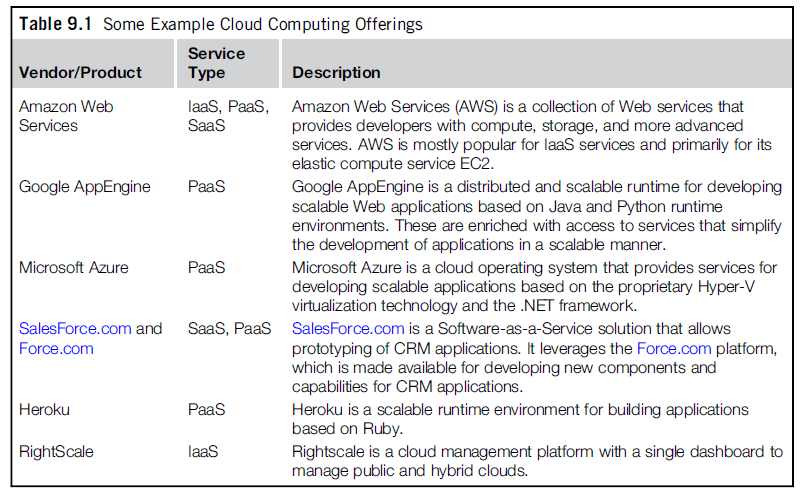 Table 9.1 Some Example Cloud Computing Offerings
Vendor/Product Service Type Description
Amazon Web Services IaaS, PaaS, SaaS Amazon Web Services (AWS) is a collection of Web services that
provides developers with compute, storage, and more advanced
services. AWS is mostly popular for IaaS services and primarily for its
elastic compute service EC2.
Google AppEngine PaaS Google AppEngine is a distributed and scalable runtime for developing
scalable Web applications based on Java and Python runtime
environments. These are enriched with access to services that simplify
the development of applications in a scalable manner.
Microsoft Azure PaaS Microsoft Azure is a cloud operating system that provides services for
developing scalable applications based on the proprietary Hyper-V
virtualization technology and the .NET framework.
SalesForce.com and Force.com SaaS, PaaS SalesForce.com is a Software-as-a-Service solution that allows
prototyping of CRM applications. It leverages the Force.com platform,
which is made available for developing new components and
capabilities for CRM applications.
Heroku PaaS Heroku is a scalable runtime environment for building applications
based on Ruby.
RightScale IaaS Rightscale is a cloud management platform with a single dashboard to
manage public and hybrid clouds.